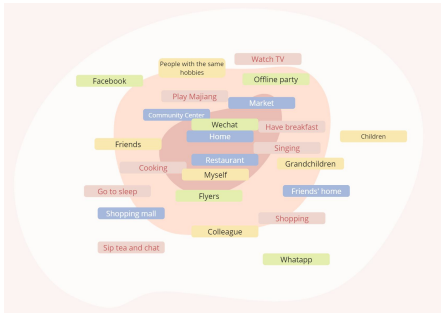 Watch TV
People with the same
hobbies
Facebook
Offline party
Play Majiang
Market
Community Center
Wechat
Have breakfast
Home
Children
Friends
Singing
Restaurant
Grandchildren
Cooking
Myself
Go to sleep
Flyers
Friends' home
Shopping mall
Shopping
Colleague
Sip tea and chat
Whatapp